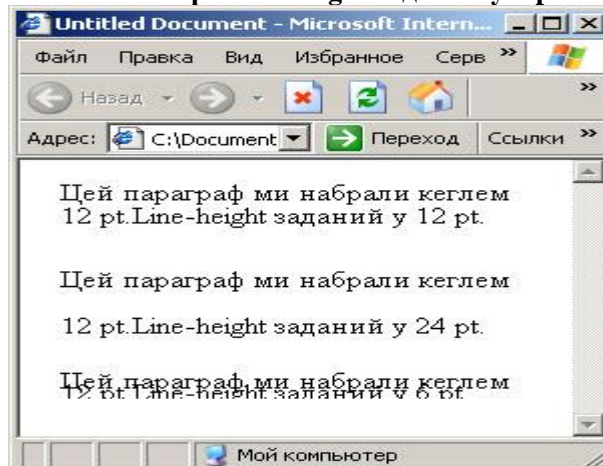 Untitled Document - Microsoft Intern...
Файл Правка Вид Избранное Серв »
Назад »
Адрес: C:\Document Переход Ссылки »
Цей параграф ми набрали кеглем
12 pt.Line-height заданий у 12 pt.
Цей параграф ми набрали кеглем
12 pt.Line-height заданий у 24 pt.
Цей параграф ми набрали кеглем
12 pt.Line-height заданий у 6 pt.
Мой компьютер